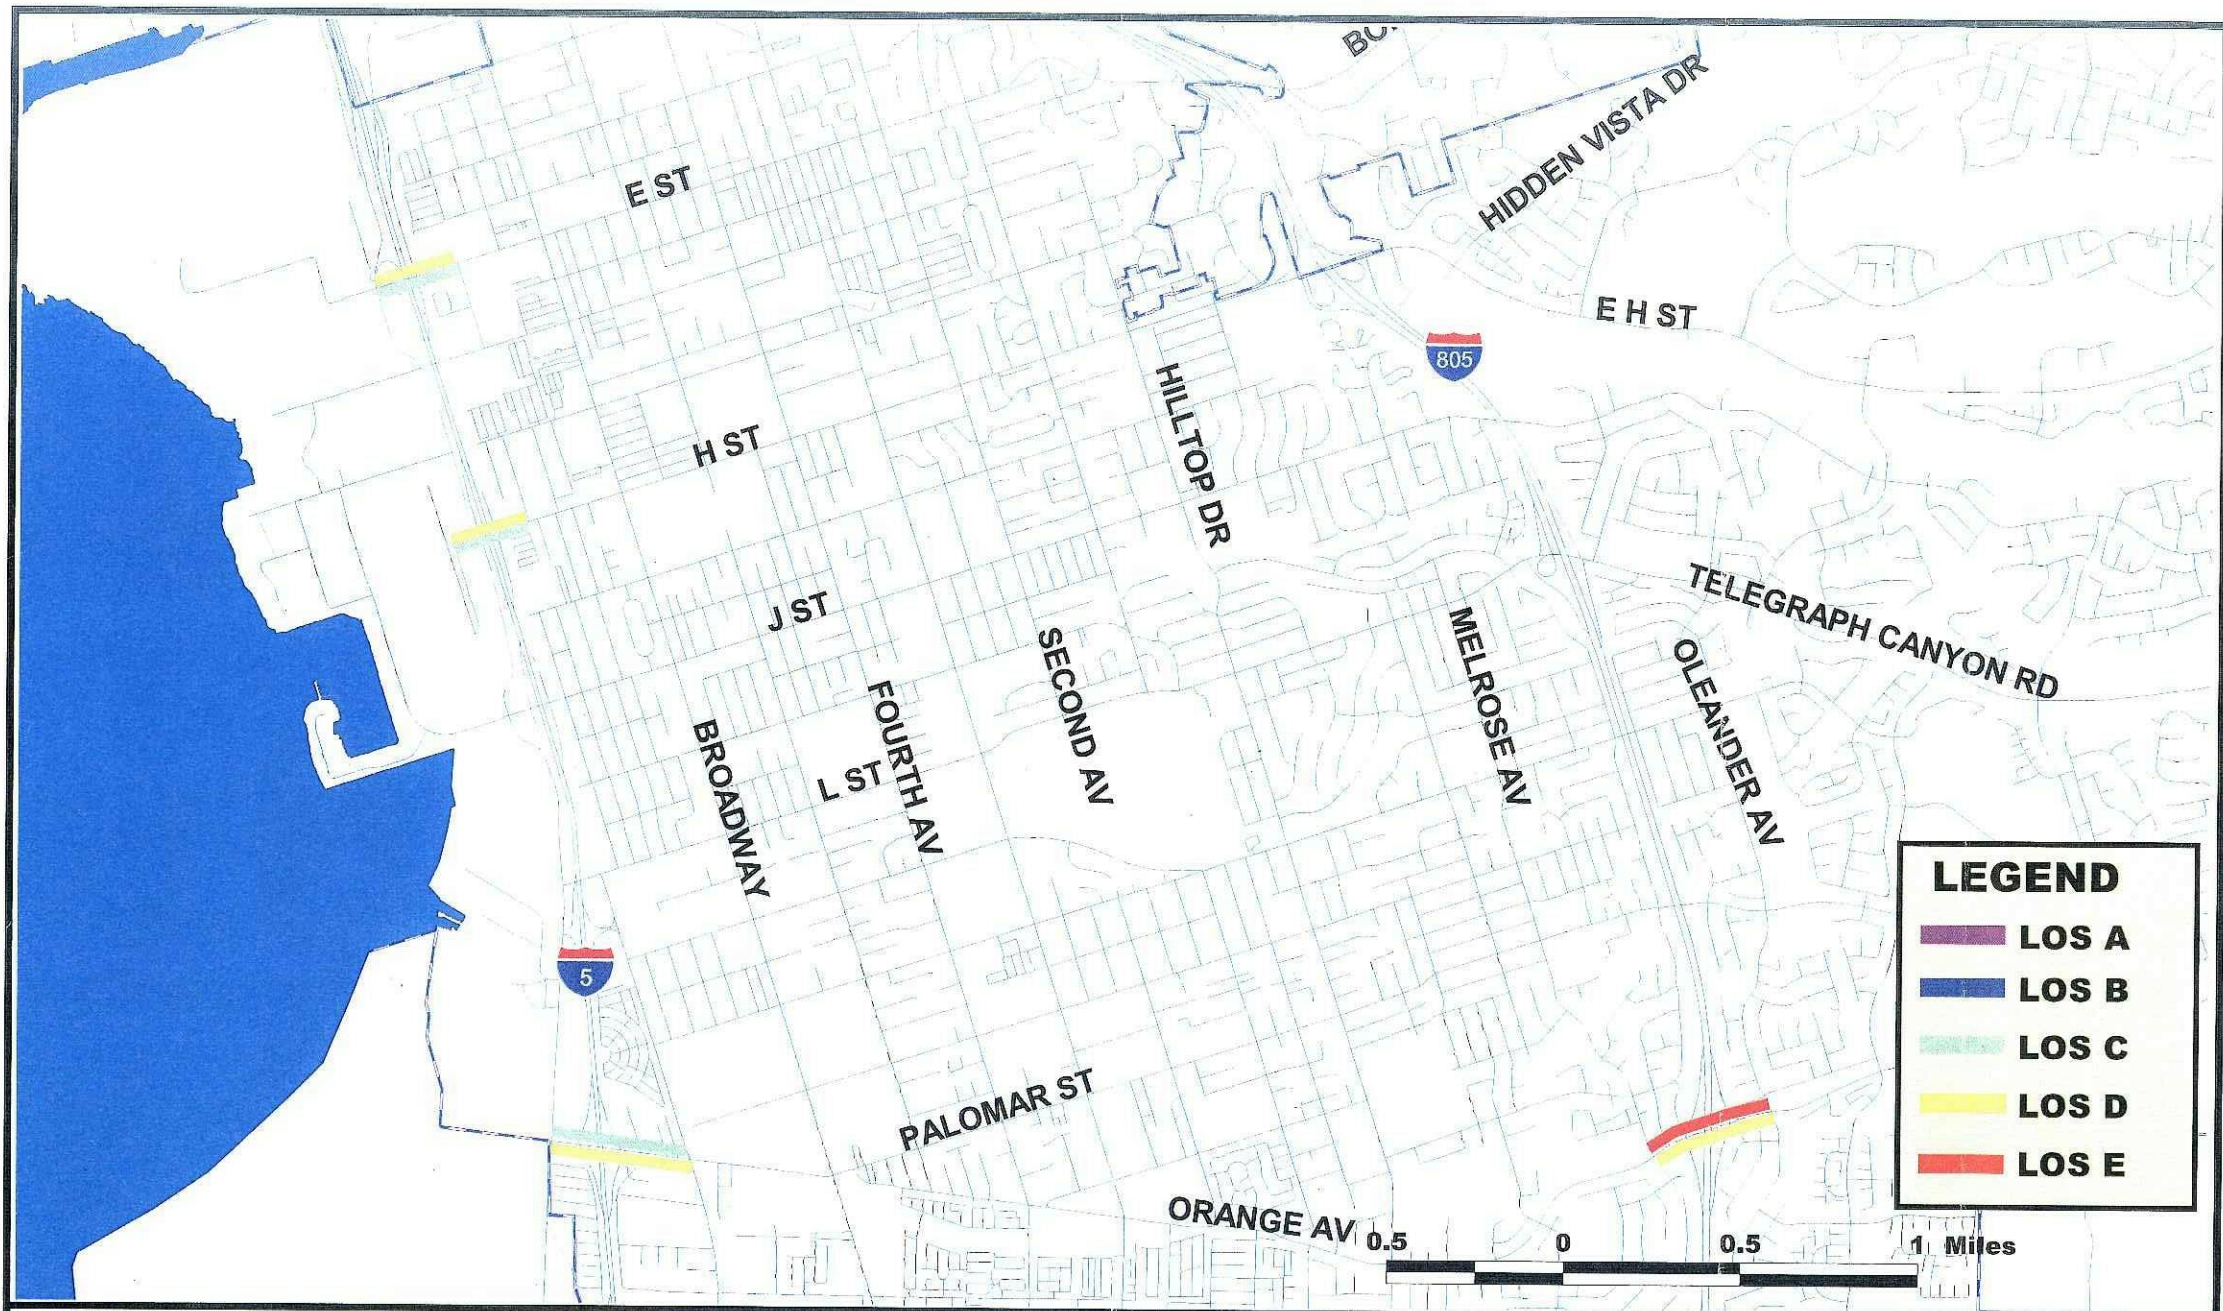 HIDDEN VISTA DR
E ST
E H ST
805
HILLTOP DR
H ST
TELEGRAPH CANYON RD
J ST
SECOND AV
MELROSE AV
OLEANDER AV
FOURTH AV
BROADWAY
L ST
LEGEND
LOS A
LOS B
LOS C
LOS D
LOS E
5
PALOMAR ST
ORANGE AV
0.5 0 0.5 1 Miles